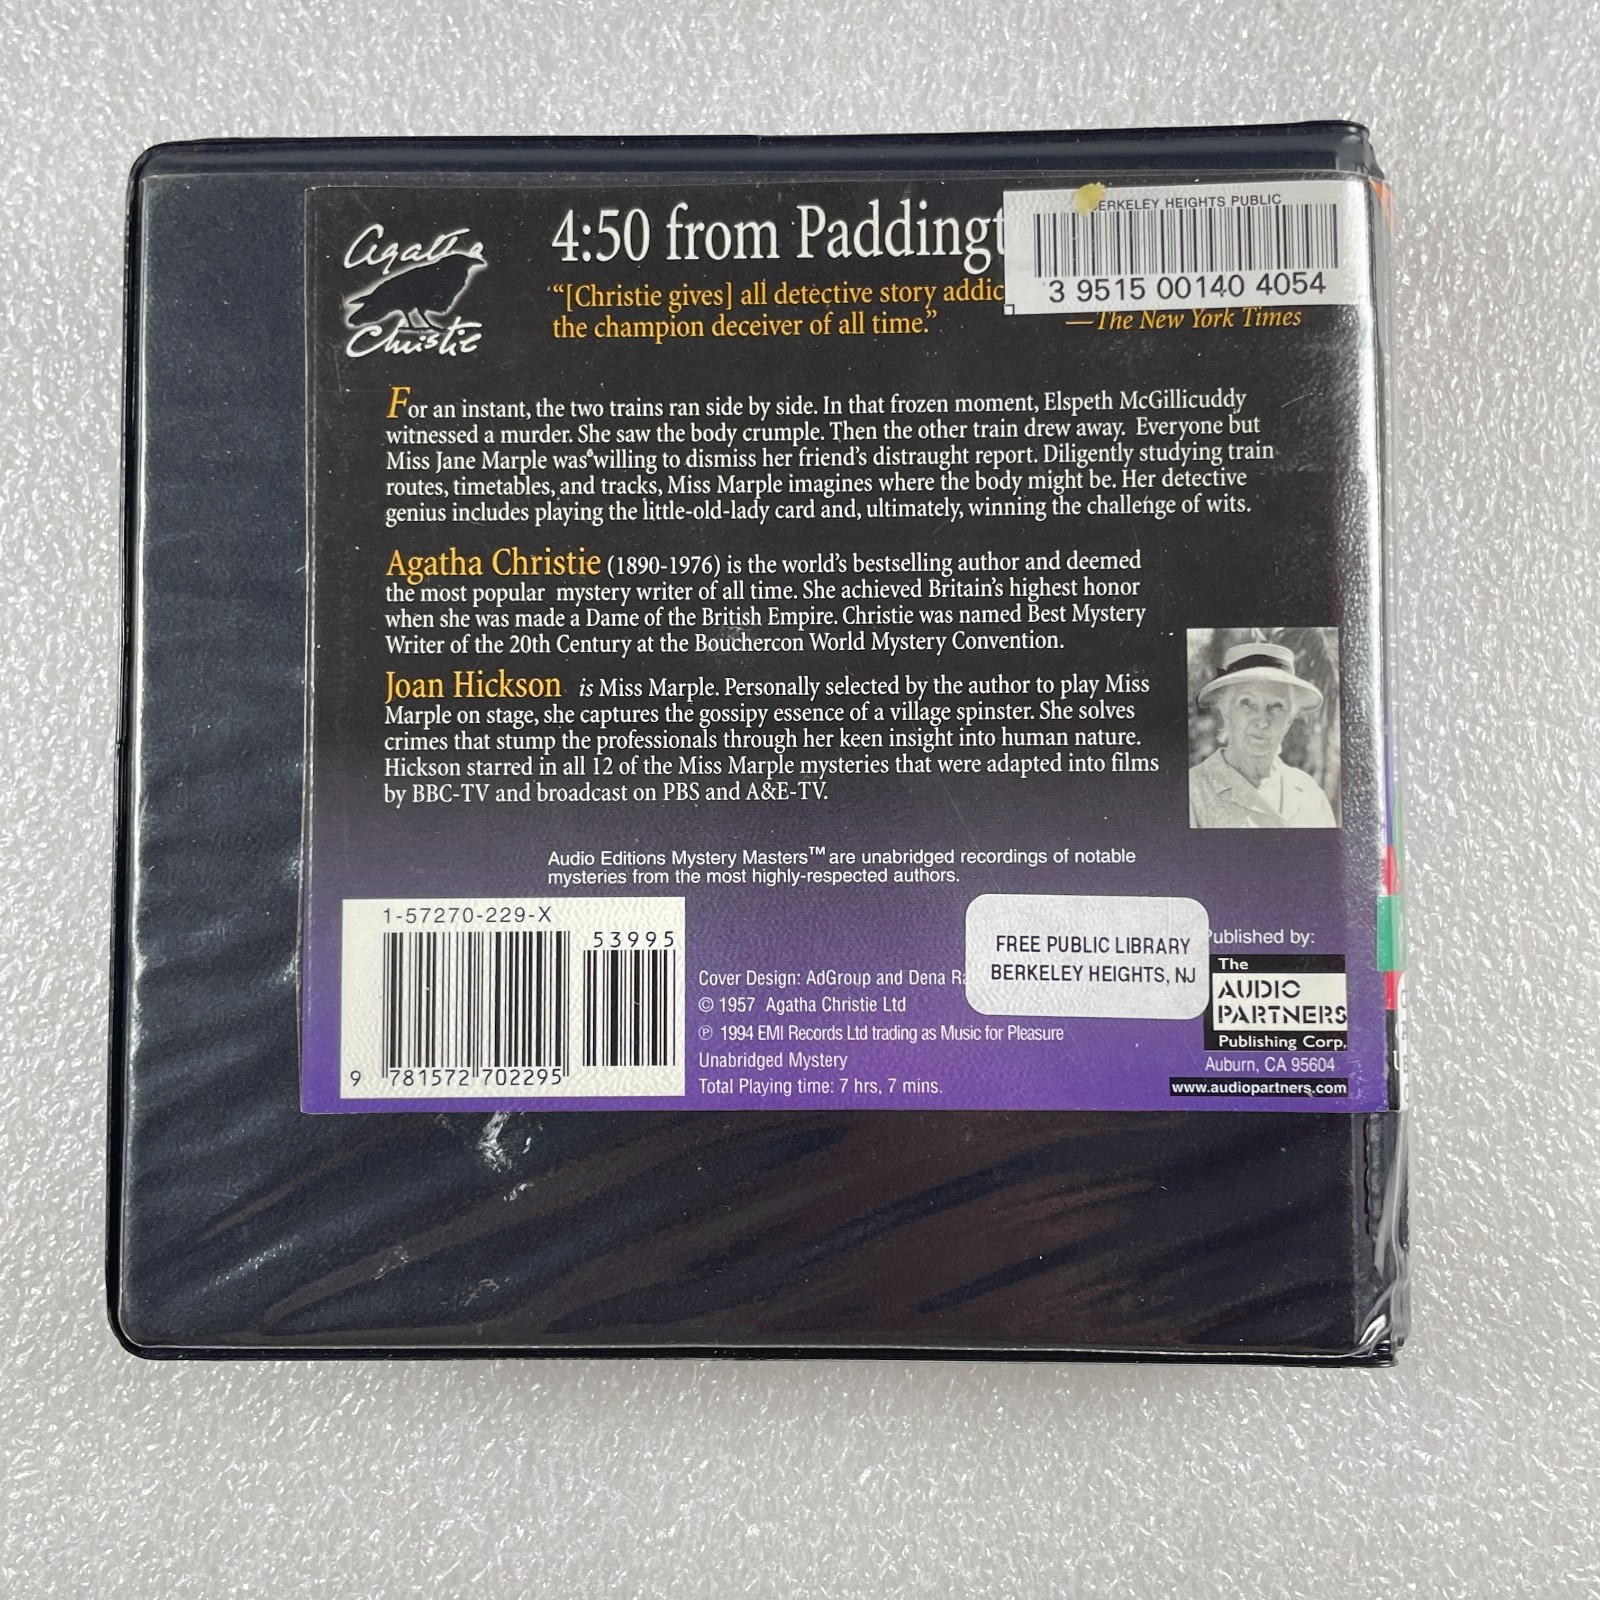 Agatha
Christie
4:50 from Paddingt
BERKELEY HEIGHTS PUBLIC
3 9515 00140 4054
“[Christie gives] all detective story addic
the champion deceiver of all time.”
—The New York Times
For an instant, the two trains ran side by side. In that frozen moment, Elspeth McGillicuddy
witnessed a murder. She saw the body crumple. Then the other train drew away. Everyone but
Miss Jane Marple was willing to dismiss her friend's distraught report. Diligently studying train
routes, timetables, and tracks, Miss Marple imagines where the body might be. Her detective
genius includes playing the little-old-lady card and, ultimately, winning the challenge of wits.
Agatha Christie (1890-1976) is the world's bestselling author and deemed
the most popular mystery writer of all time. She achieved Britain's highest honor
when she was made a Dame of the British Empire. Christie was named Best Mystery
Writer of the 20th Century at the Bouchercon World Mystery Convention.
Joan Hickson is Miss Marple. Personally selected by the author to play Miss
Marple on stage, she captures the gossipy essence of a village spinster. She solves
crimes that stump the professionals through her keen insight into human nature.
Hickson starred in all 12 of the Miss Marple mysteries that were adapted into films
by BBC-TV and broadcast on PBS and A&E-TV.
Audio Editions Mystery Masters™ are unabridged recordings of notable
mysteries from the most highly-respected authors.
1-57270-229-X
53995
9 781572 702295
Cover Design: AdGroup and Dena Ra
© 1957 Agatha Christie Ltd
℗ 1994 EMI Records Ltd trading as Music for Pleasure
Unabridged Mystery
Total Playing time: 7 hrs, 7 mins.
FREE PUBLIC LIBRARY
BERKELEY HEIGHTS, NJ
Published by:
The
AUDIO
PARTNERS
Publishing Corp.
Auburn, CA 95604
www.audiopartners.com